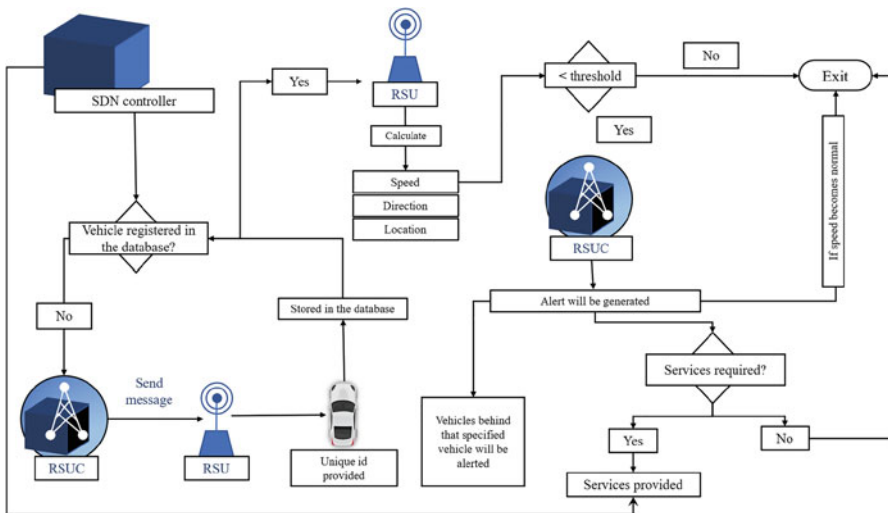 SDN controller
Yes
RSU
Calculate
Speed
Direction
Location
< threshold
No
Exit
Yes
RSUC
If speed becomes normal
Vehicle registered in
the database?
No
Stored in the database
Alert will be generated
Services required?
RSUC
Send
message
RSU
Unique id
provided
Vehicles behind
that specified
vehicle will be
alerted
Yes
No
Services provided